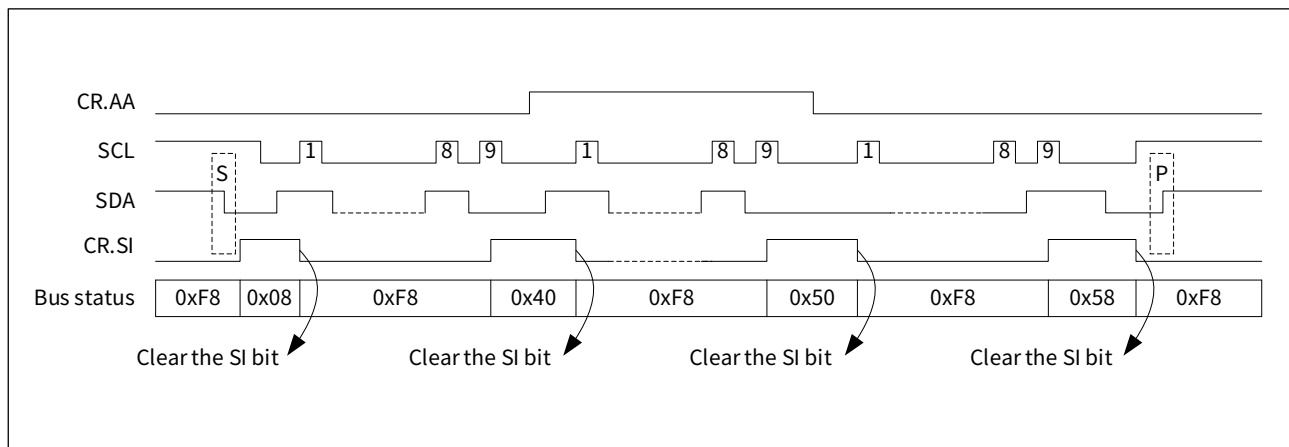 CR.AA
SCL 1 8 9 1 8 9 1 8 9
S P
SDA
CR.SI
Bus status 0xF8 0x08 0xF8 0x40 0xF8 0x50 0xF8 0x58 0xF8
Clear the SI bit Clear the SI bit Clear the SI bit Clear the SI bit